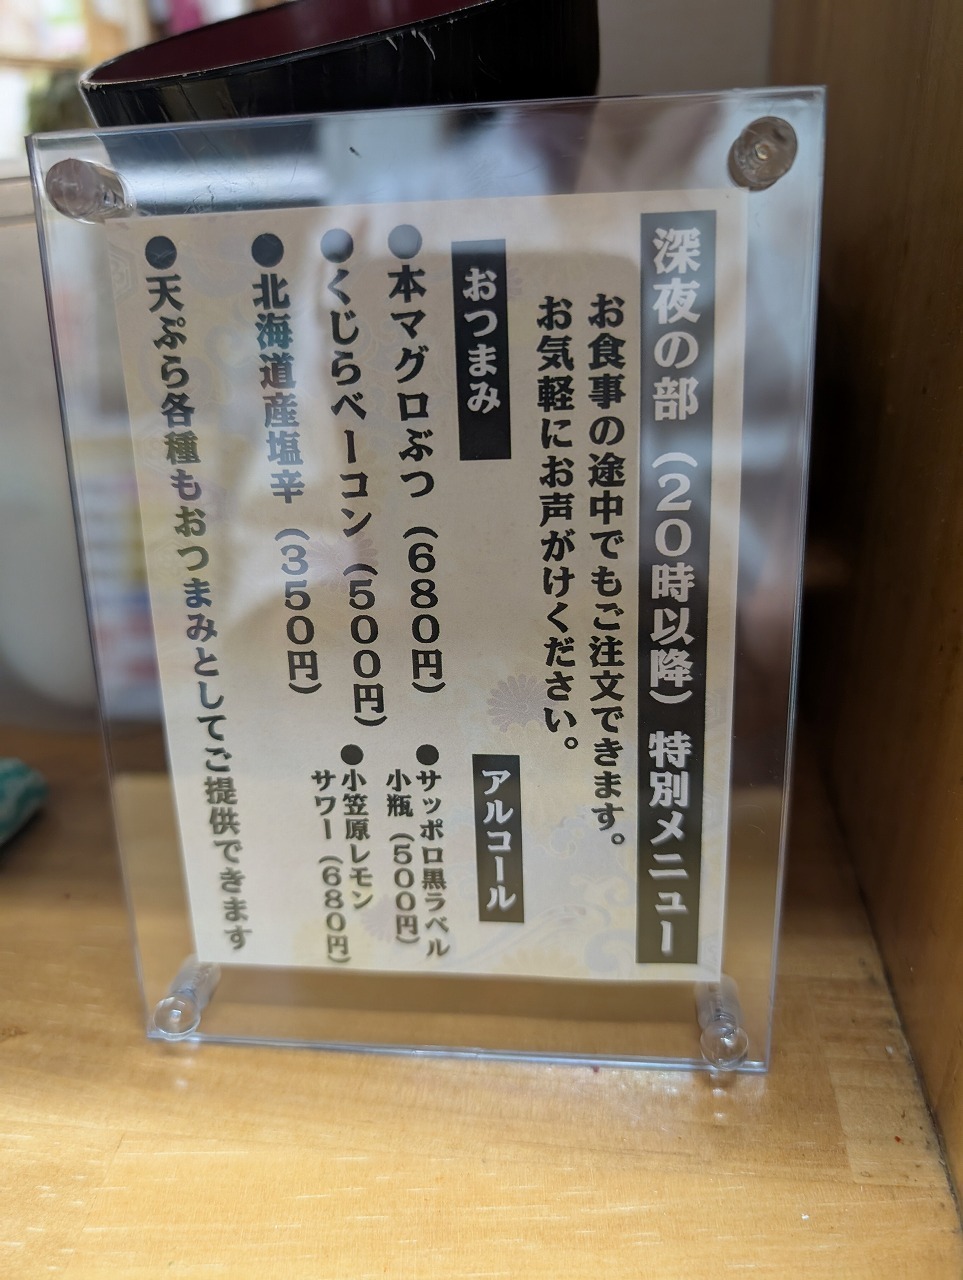 深夜の部（20時以降）特別メニュー
お食事の途中でもご注文できます。
お気軽にお声がけください。
おつまみ
●本マグロぶつ（680円）
●くじらベーコン（500円）
●北海道産塩辛（350円）
●天ぷら各種もおつまみとしてご提供できます
アルコール
●サッポロ黒ラベル
小瓶（500円）
●小笠原レモン
サワー（680円）